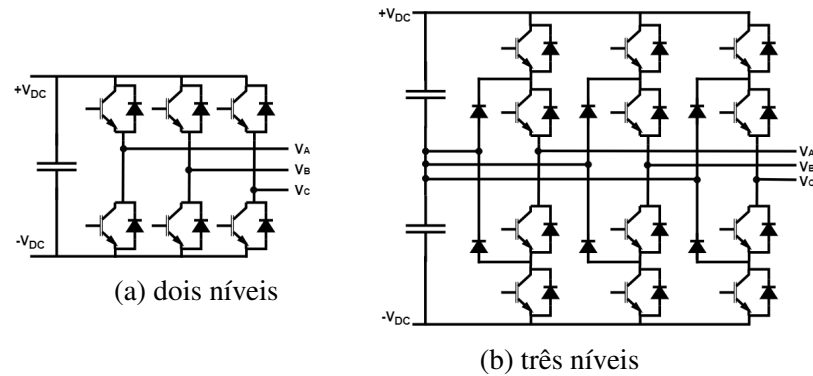 +VDC
-VDC
VA
VB
VC
(a) dois níveis
+VDC
-VDC
VA
VB
VC
(b) três níveis